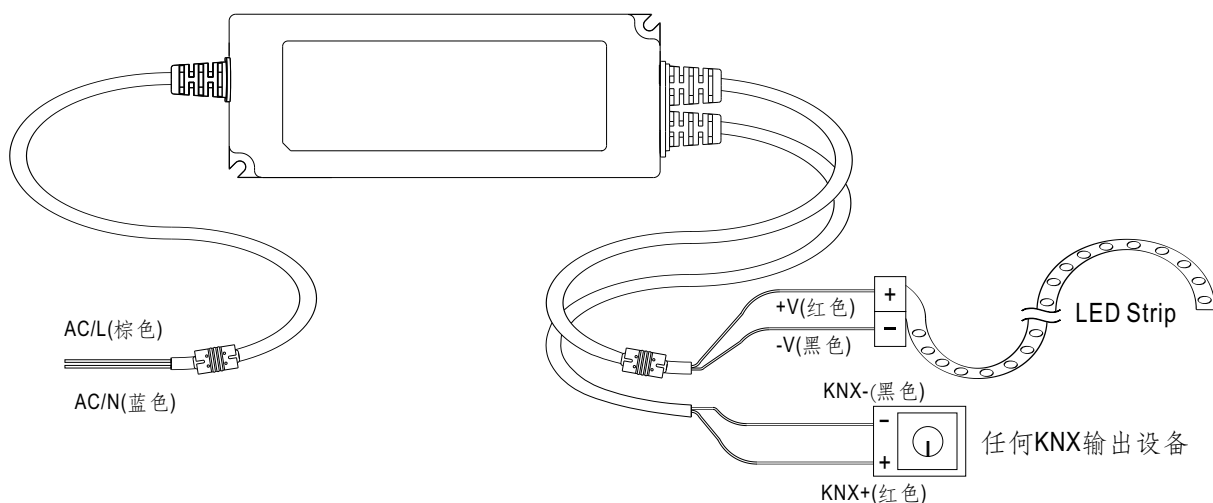 +V(红色)
+
-
-V(黑色)
LED Strip
AC/L(棕色)
AC/N(蓝色)
KNX-(黑色)
-
+
任何KNX输出设备
KNX+(红色)